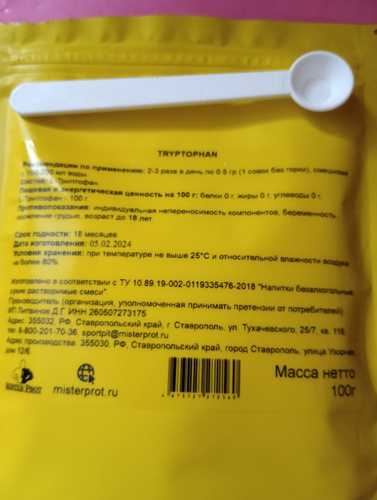 TRYPTOPHAN
Рекомендации по применению: 2-3 раза в день по 0.5 гр (1 совок без горки), смешивая
с 100-200 мл воды
Состав: L-Триптофан.
Пищевая и энергетическая ценность на 100 г: белки 0 г, жиры 0 г, углеводы 0 г,
L-Триптофан - 100 г.
Противопоказания: индивидуальная непереносимость компонентов, беременность,
кормление грудью, возраст до 18 лет
Срок годности: 18 месяцев
Дата изготовления: 05.02.2024
Условия хранения: при температуре не выше 25°С и относительной влажности воздуха
не более 80%.
Изготовлено в соответствии с ТУ 10.89.19-002-0119335476-2018 "Напитки безалкогольные,
сухие растворимые смеси".
Производитель (организация, уполномоченная принимать претензии от потребителей)
ИП Литвинов Д.Г. ИНН 260507273175
Адрес: 355032, РФ, Ставропольский край, г. Ставрополь, ул. Тухачевского, 25/7, кв. 116.
тел: 8-800-201-70-36. sportpit@misterprot.ru
Адрес производства: 355030, РФ, Ставропольский край, город Ставрополь, улица Узорная,
дом 12/6
MISTER PROT
misterprot.ru
Масса нетто
100г